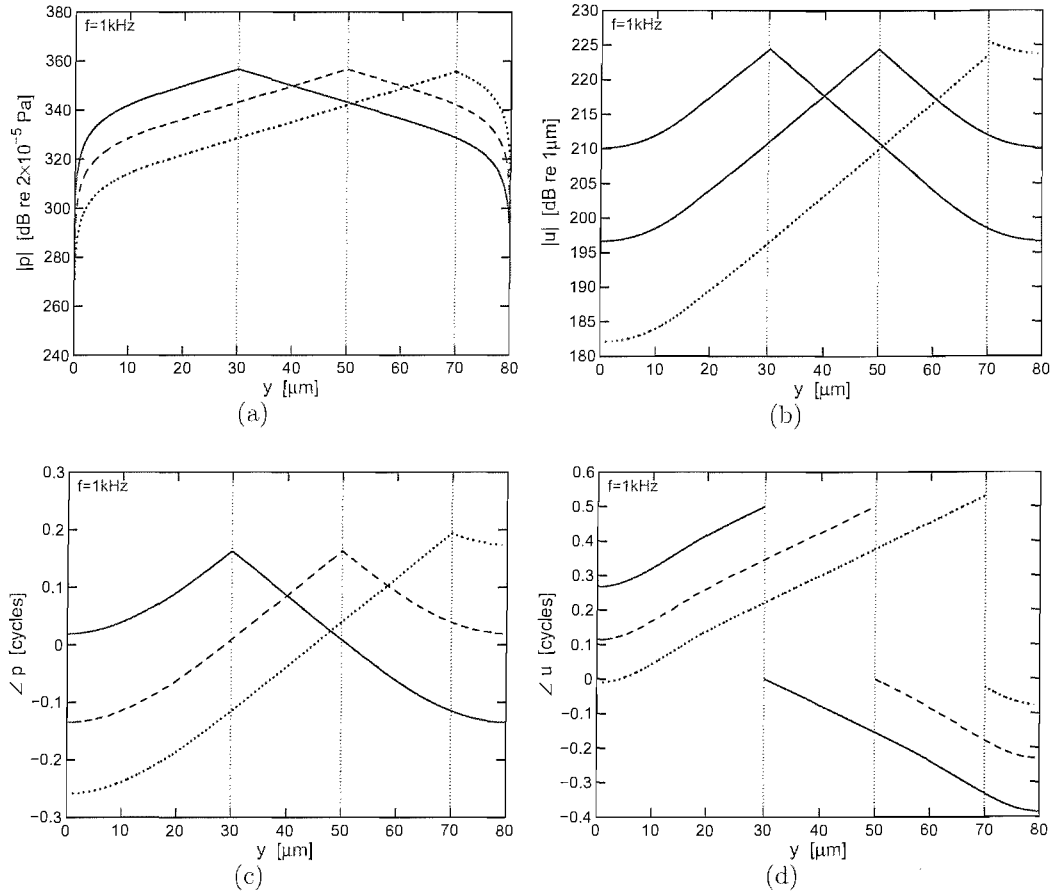 f=1kHz
380
360
340
320
300
280
260
240
|p| [dB re 2×10⁻⁵ Pa]
0 10 20 30 40 50 60 70 80
y [μm]
(a)
f=1kHz
225
220
215
210
205
200
195
190
185
180
|u| [dB re 1μm]
0 10 20 30 40 50 60 70 80
y [μm]
(b)
f=1kHz
0.3
0.2
0.1
0
−0.1
−0.2
−0.3
∠ p [cycles]
0 10 20 30 40 50 60 70 80
y [μm]
(c)
f=1kHz
0.6
0.5
0.4
0.3
0.2
0.1
0
−0.1
−0.2
−0.3
−0.4
∠ u [cycles]
0 10 20 30 40 50 60 70 80
y [μm]
(d)